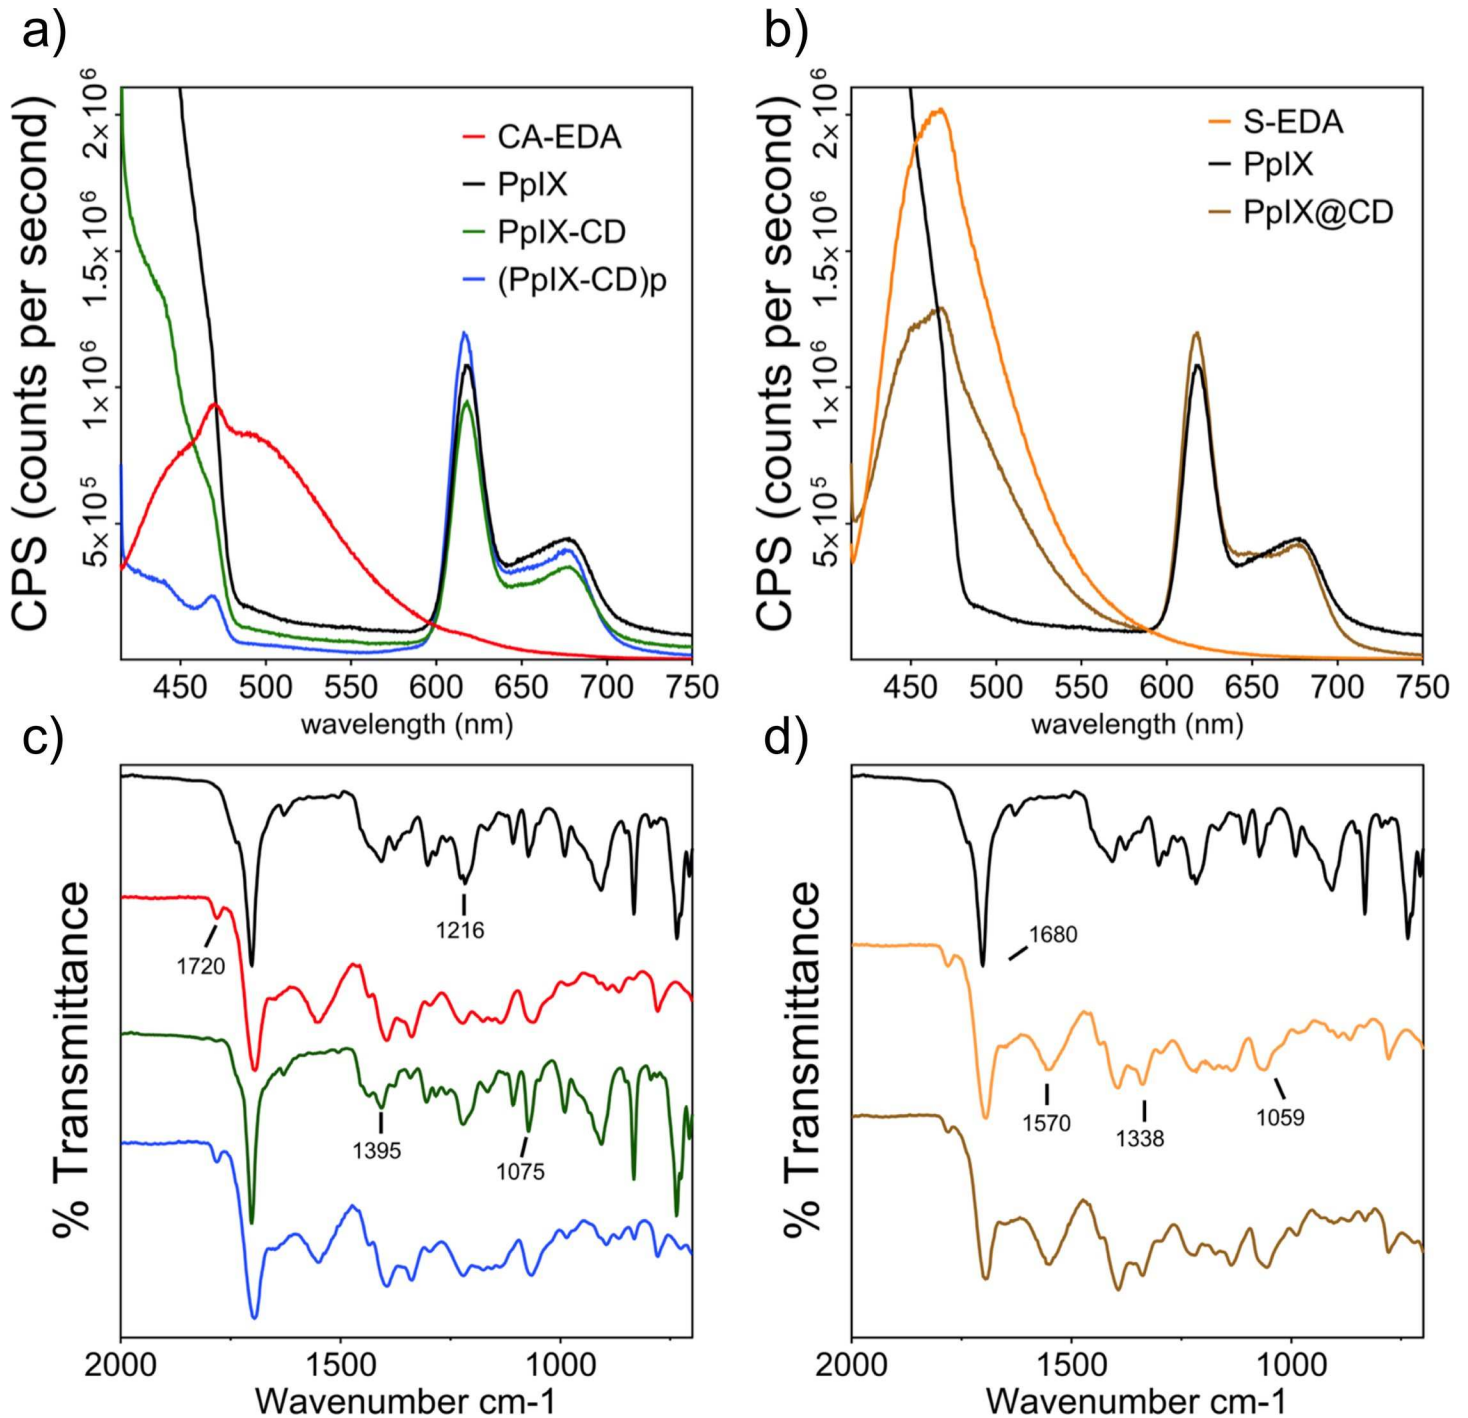 a)
CPS (counts per second)
2×10⁶
1.5×10⁶
1×10⁶
5×10⁵
CA-EDA
PpIX
PpIX-CD
(PpIX-CD)p
450 500 550 600 650 700 750
wavelength (nm)
b)
CPS (counts per second)
2×10⁶
1.5×10⁶
1×10⁶
5×10⁵
S-EDA
PpIX
PpIX@CD
450 500 550 600 650 700 750
wavelength (nm)
c)
% Transmittance
1216
1720
1395
1075
2000 1500 1000
Wavenumber cm-1
d)
% Transmittance
1680
1570
1338
1059
2000 1500 1000
Wavenumber cm-1